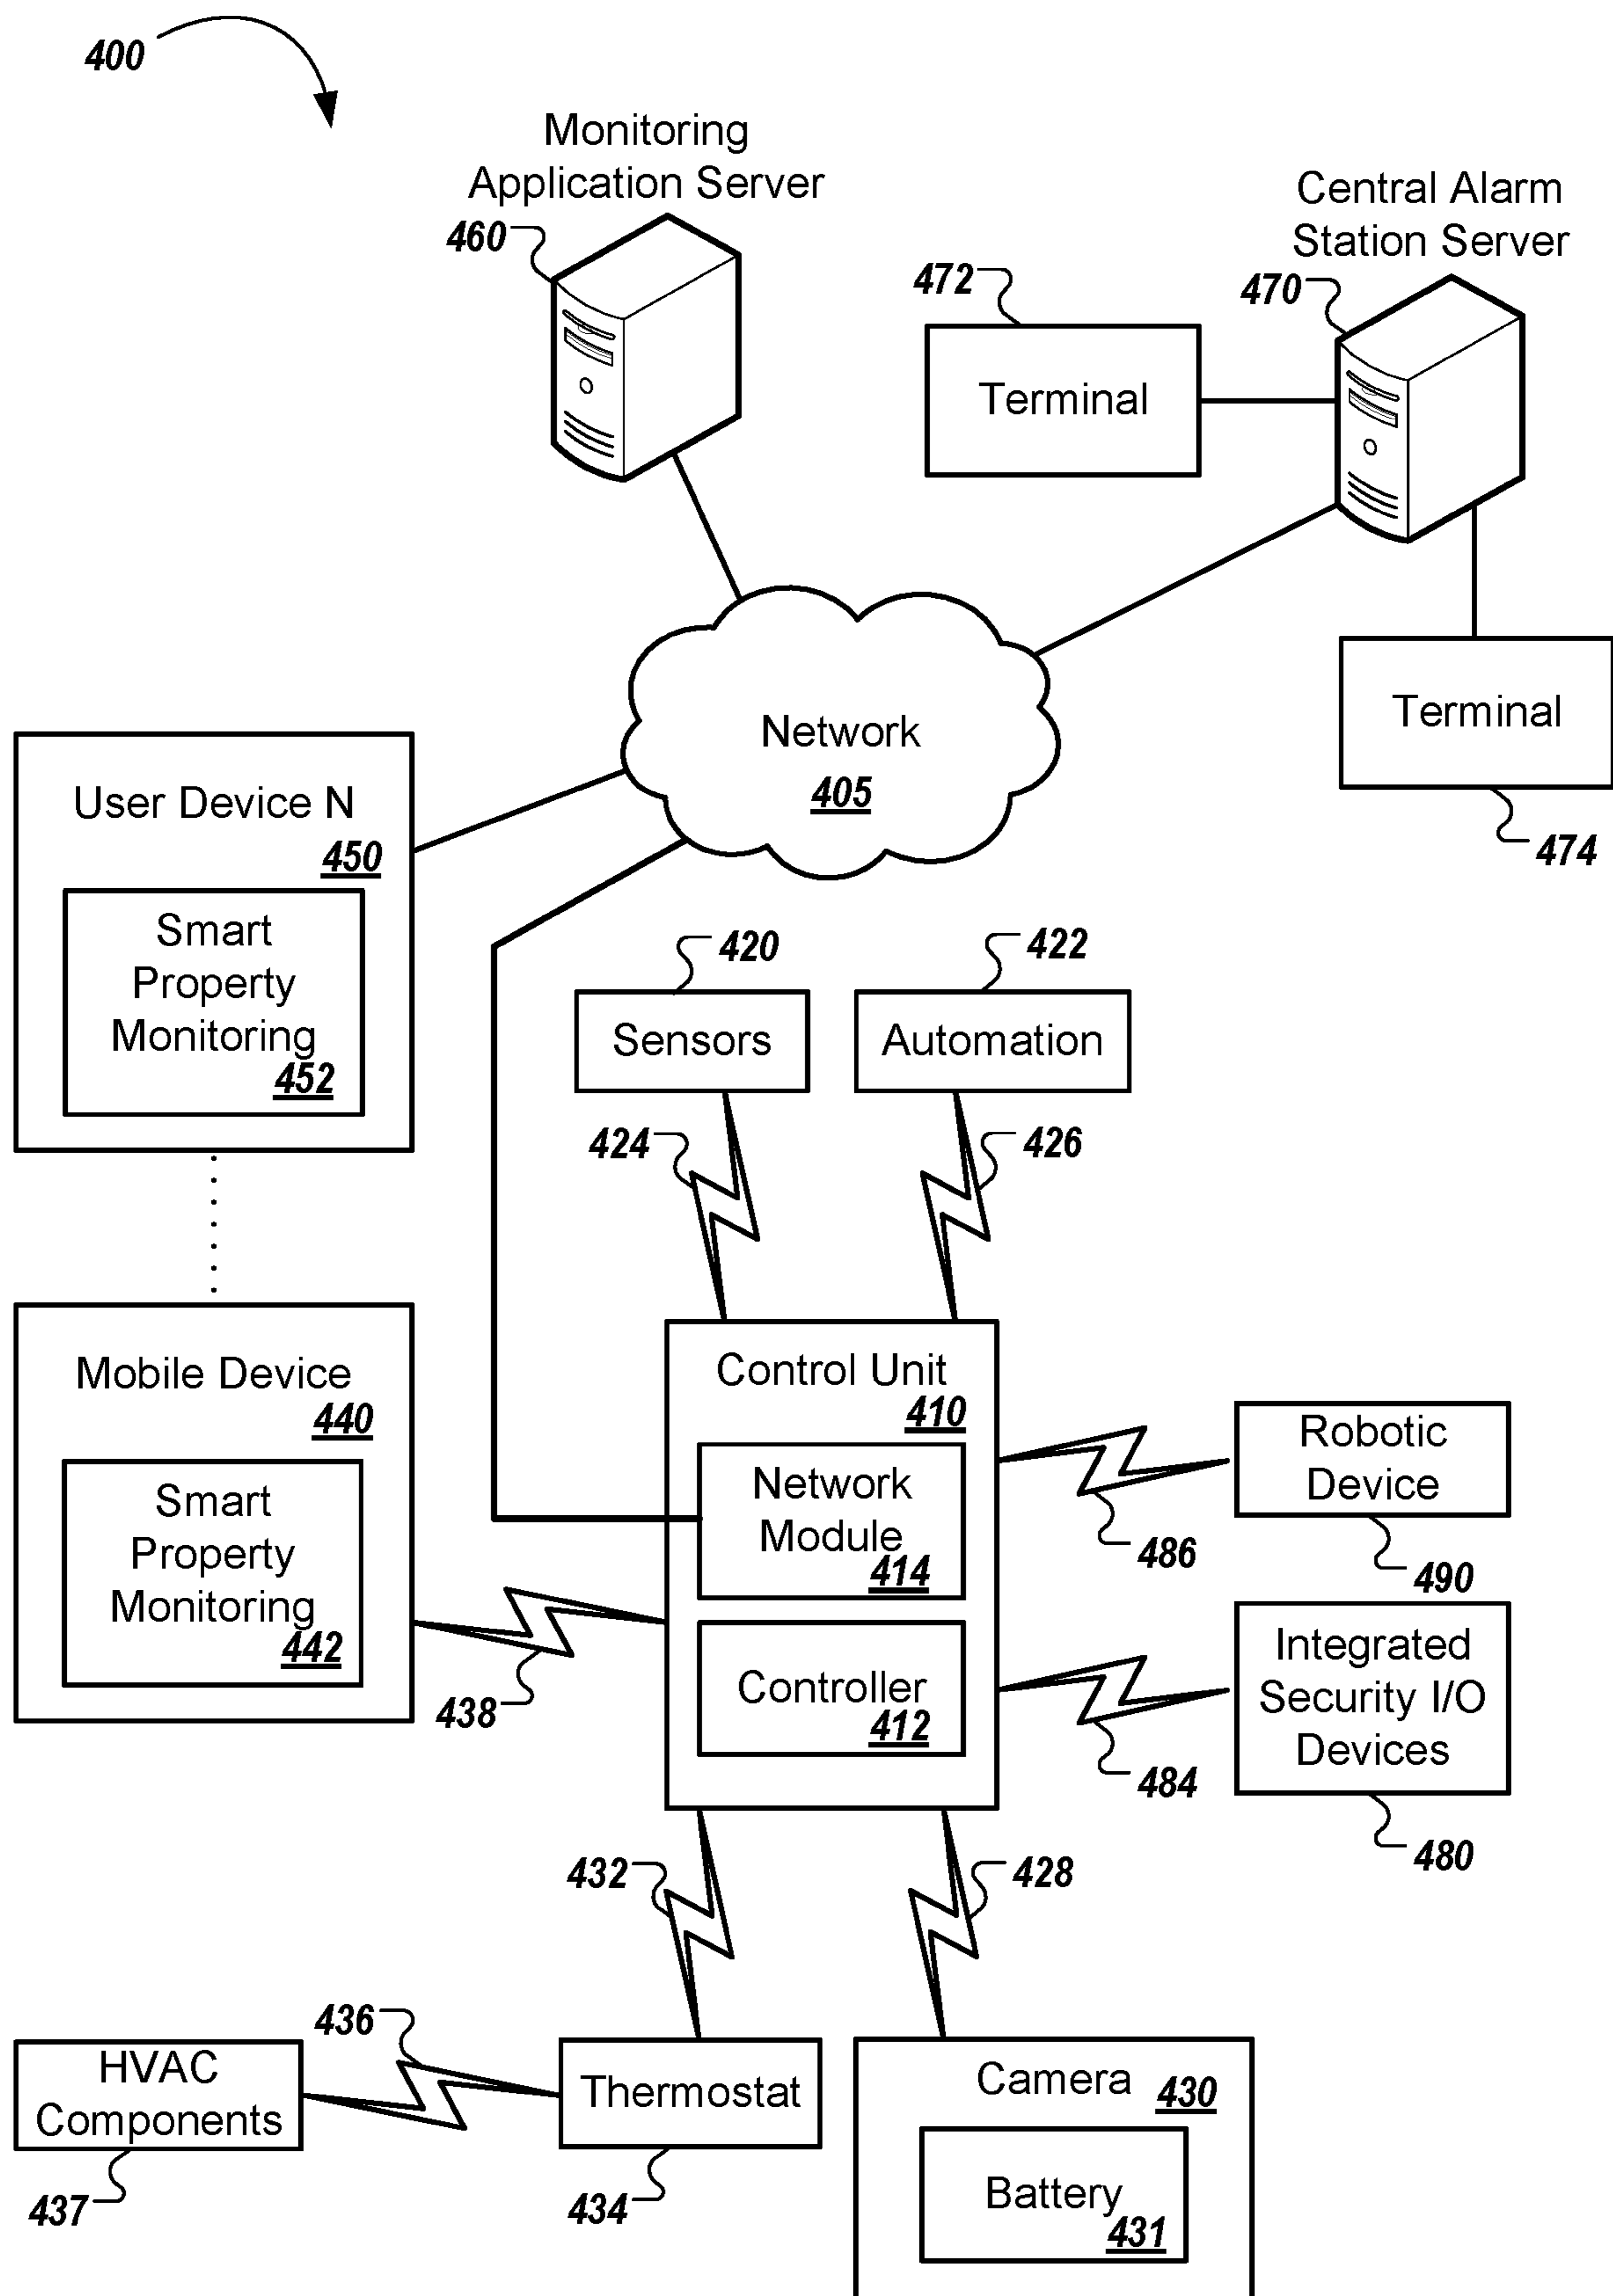 400
Monitoring
Application Server
460
Central Alarm
Station Server
470
472
Terminal
Terminal
474
Network
405
User Device N
450
Smart
Property
Monitoring
452
420
Sensors
422
Automation
424
426
Mobile Device
440
Smart
Property
Monitoring
442
438
Control Unit
410
Network
Module
414
Controller
412
Robotic
Device
486
490
Integrated
Security I/O
Devices
484
480
432
428
436
HVAC
Components
437
Thermostat
434
Camera
430
Battery
431